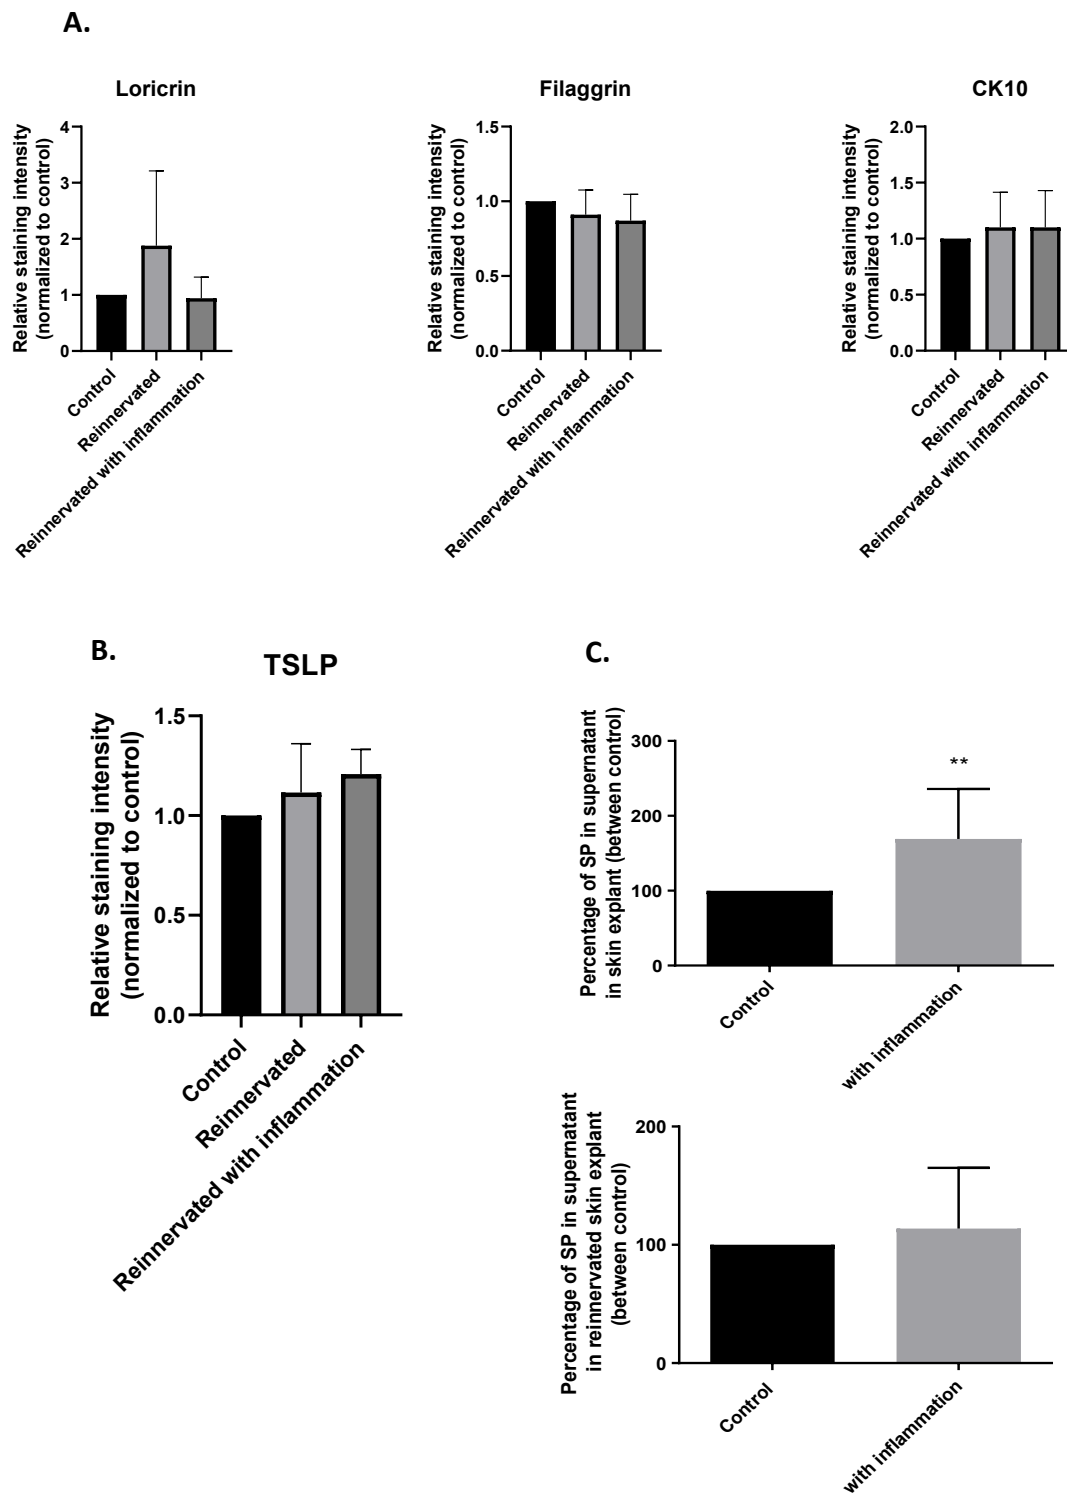 A.
Loricrin
Relative staining intensity
(normalized to control)
4
3
2
1
0
Control
Reinnervated
Reinnervated with inflammation
Filaggrin
Relative staining intensity
(normalized to control)
1.5
1.0
0.5
0.0
Control
Reinnervated
Reinnervated with inflammation
CK10
Relative staining intensity
(normalized to control)
2.0
1.5
1.0
0.5
0.0
Control
Reinnervated
Reinnervated with inflammation
B.
TSLP
Relative staining intensity
(normalized to control)
1.5
1.0
0.5
0.0
Control
Reinnervated
Reinnervated with inflammation
C.
Percentage of SP in supernatant
in skin explant (between control)
300
200
100
0
**
Control
with inflammation
Percentage of SP in supernatant
in reinnervated skin explant
(between control)
200
100
0
Control
with inflammation